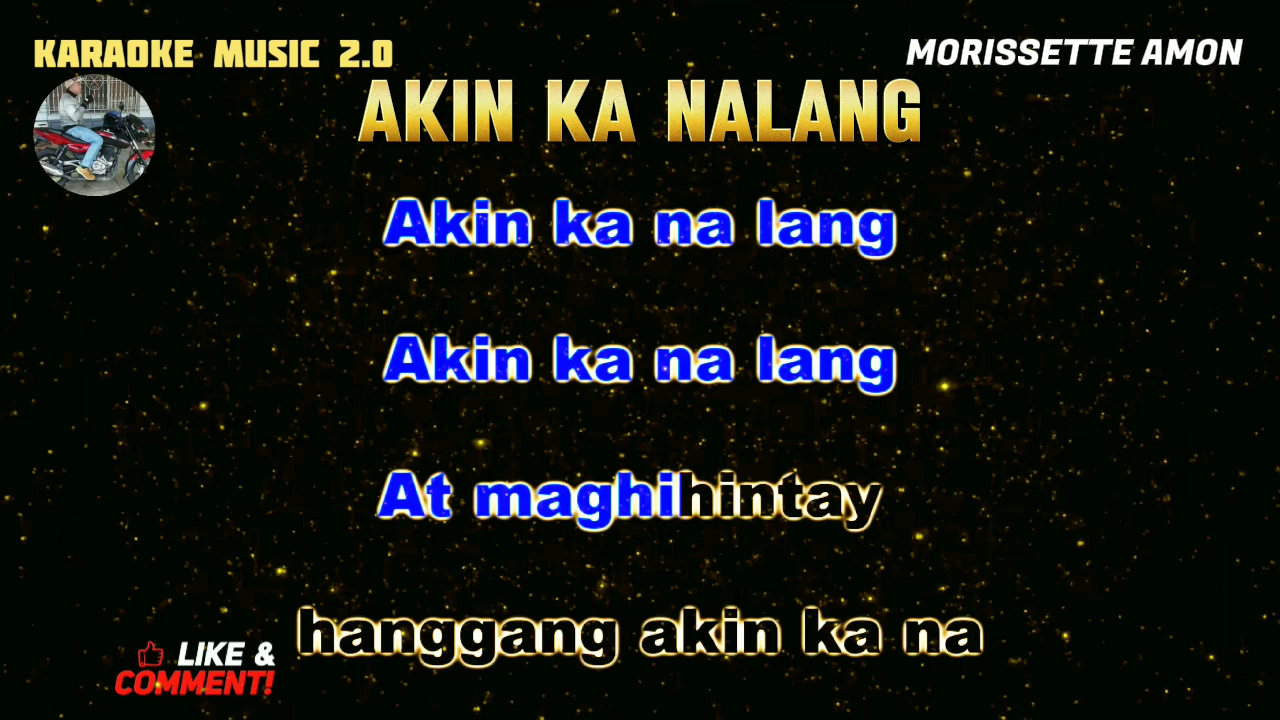 KARAOKE MUSIC 2.0
MORISSETTE AMON
AKIN KA NALANG
Akin ka na lang
Akin ka na lang
At maghihintay
hanggang akin ka na
LIKE &
COMMENT!